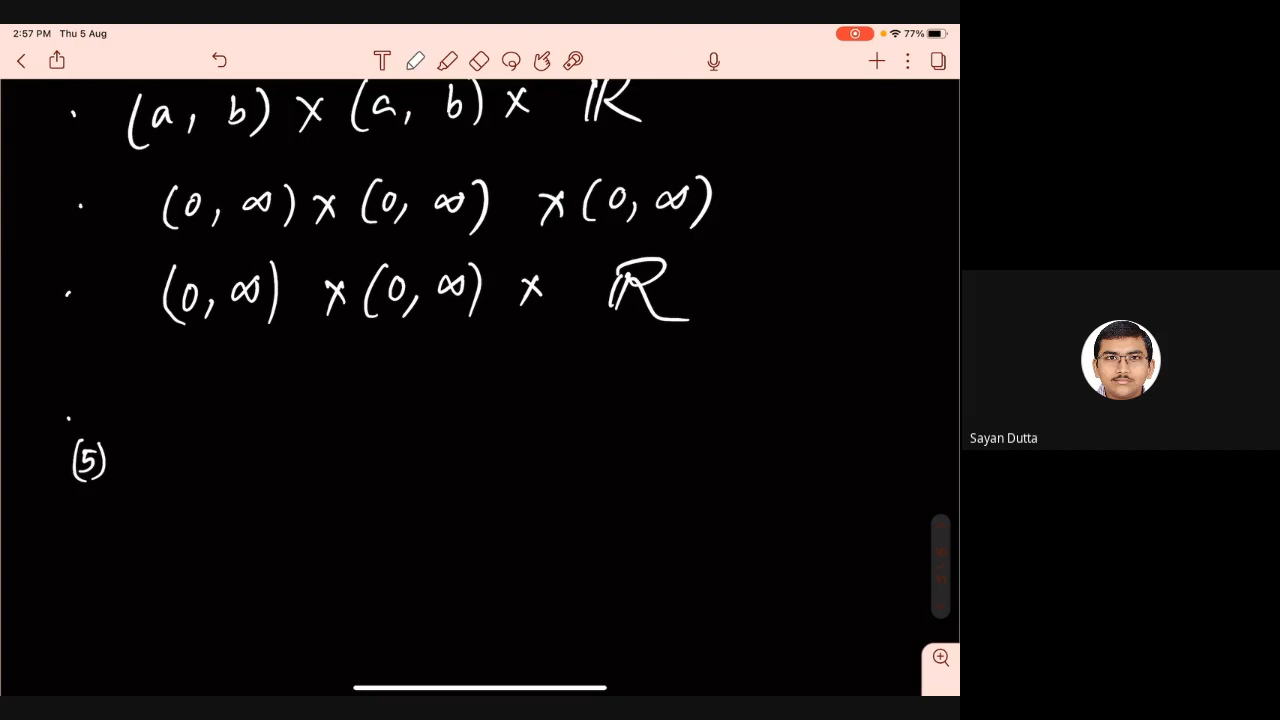 2:57 PM Thu 5 Aug 77%
T
. (a, b) × (a, b) × ℝ
. (0, ∞) × (0, ∞) × (0, ∞)
. (0, ∞) × (0, ∞) × ℝ
.
(5)
Sayan Dutta